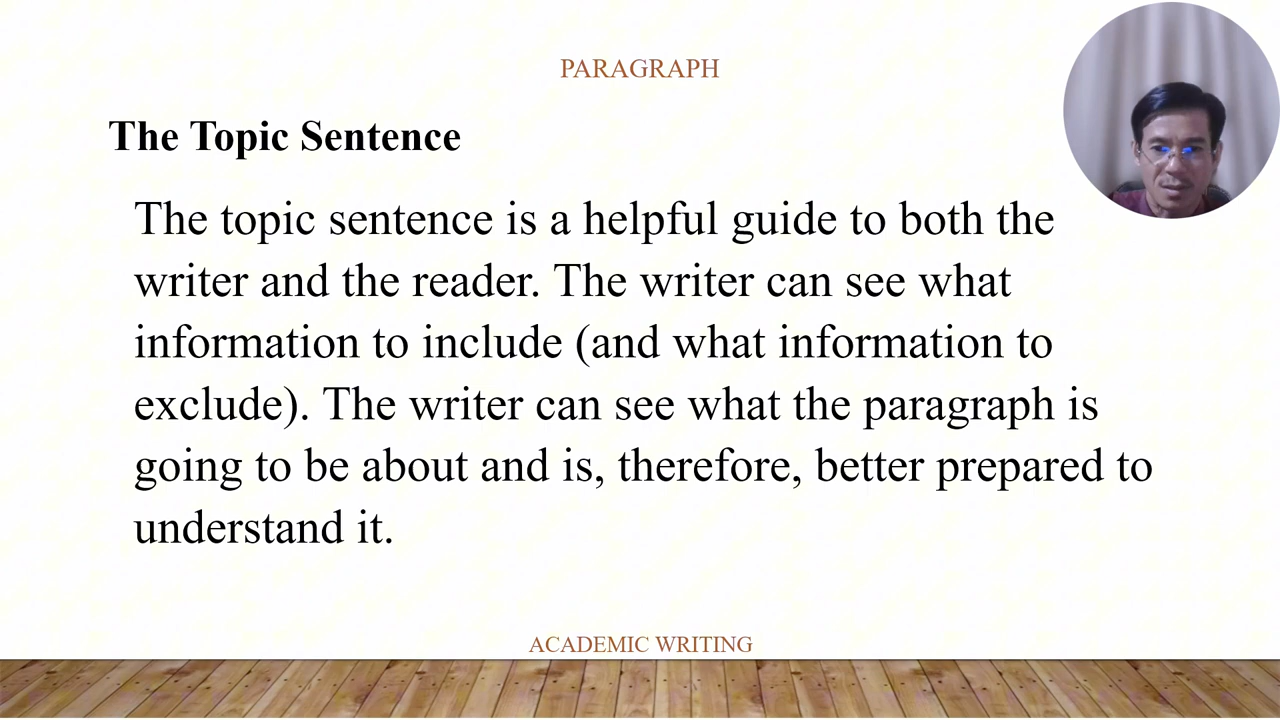 PARAGRAPH
The Topic Sentence
The topic sentence is a helpful guide to both the
writer and the reader. The writer can see what
information to include (and what information to
exclude). The writer can see what the paragraph is
going to be about and is, therefore, better prepared to
understand it.
ACADEMIC WRITING